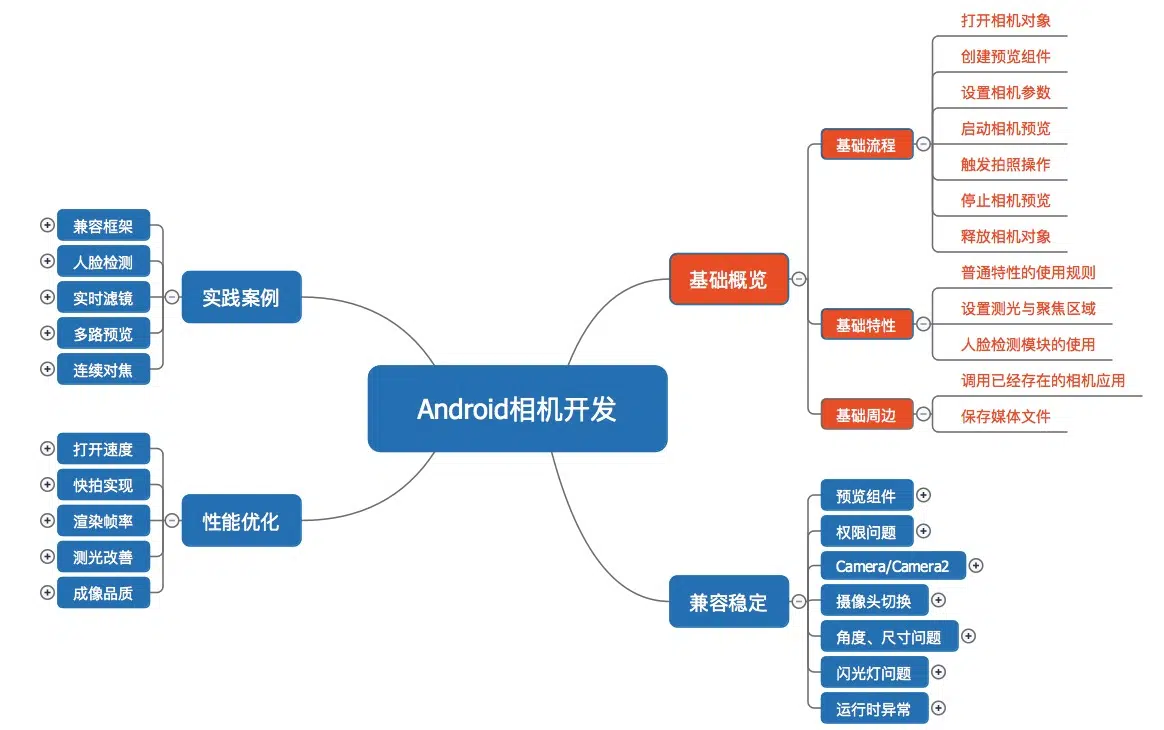 Android相机开发
基础概览
基础流程
打开相机对象
创建预览组件
设置相机参数
启动相机预览
触发拍照操作
停止相机预览
释放相机对象
基础特性
普通特性的使用规则
设置测光与聚焦区域
人脸检测模块的使用
基础周边
调用已经存在的相机应用
保存媒体文件
兼容稳定
预览组件
权限问题
Camera/Camera2
摄像头切换
角度、尺寸问题
闪光灯问题
运行时异常
实践案例
兼容框架
人脸检测
实时滤镜
多路预览
连续对焦
性能优化
打开速度
快拍实现
渲染帧率
测光改善
成像品质